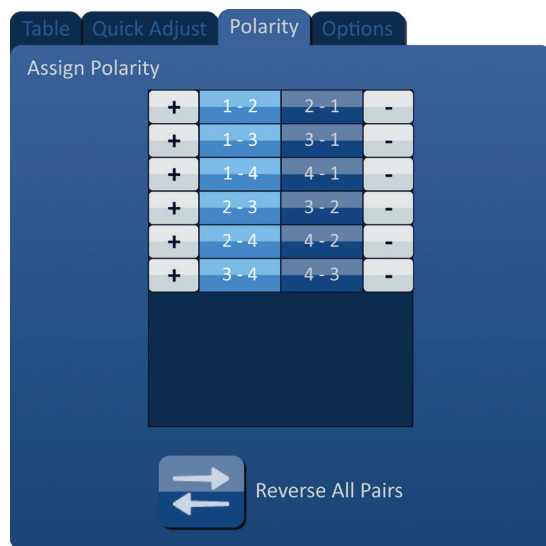 Table Quick Adjust Polarity Options
Assign Polarity
+ 1 - 2 2 - 1 -
+ 1 - 3 3 - 1 -
+ 1 - 4 4 - 1 -
+ 2 - 3 3 - 2 -
+ 2 - 4 4 - 2 -
+ 3 - 4 4 - 3 -
Reverse All Pairs